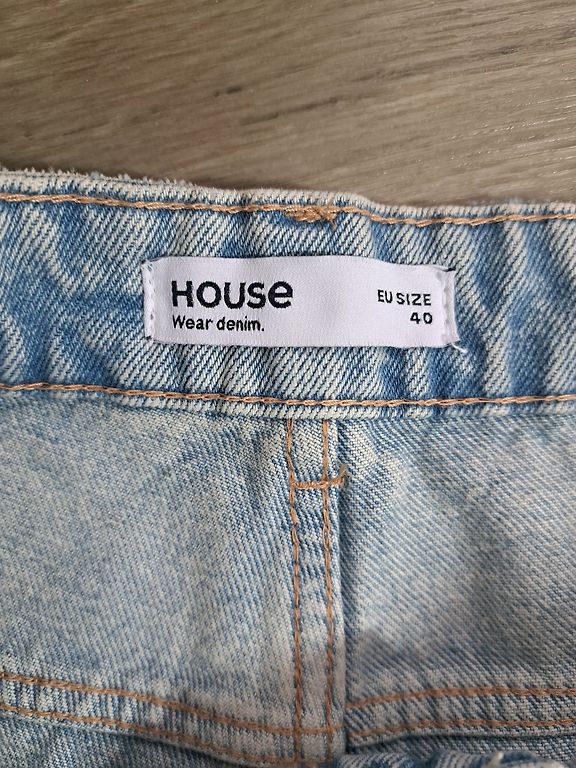 House
Wear denim.
EU SIZE
40